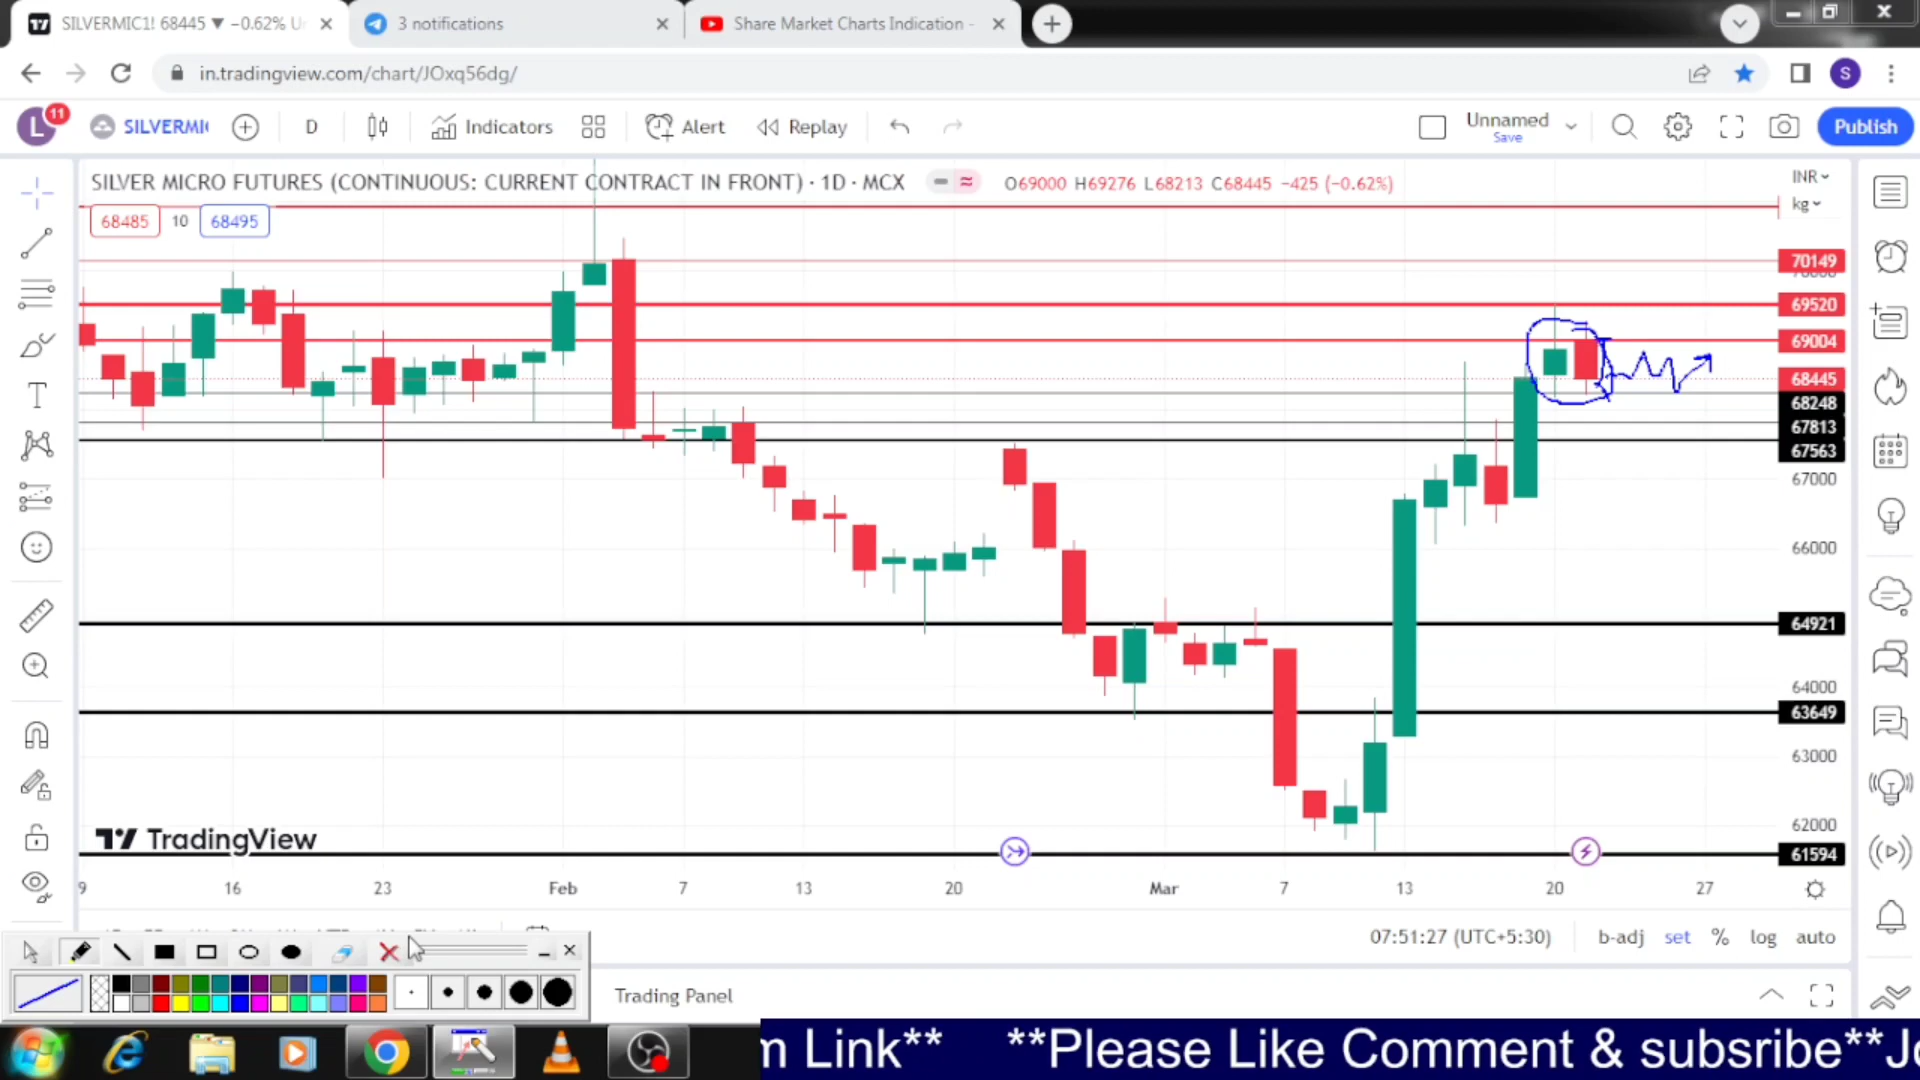 SILVERMIC1! 68445 ▼ −0.62% Un
3 notifications
Share Market Charts Indication -
in.tradingview.com/chart/JOxq56dg/
S
L
11
SILVERMIC
D
Indicators
Alert
Replay
Unnamed
Save
Publish
SILVER MICRO FUTURES (CONTINUOUS: CURRENT CONTRACT IN FRONT) · 1D · MCX
O69000 H69276 L68213 C68445 −425 (−0.62%)
INR
kg
68485
10
68495
70149
69520
69004
68445
68248
67813
67563
67000
66000
64921
64000
63649
63000
62000
61594
TradingView
9 16 23 Feb 7 13 20 Mar 7 13 20 27
07:51:27 (UTC+5:30)
b-adj set % log auto
Trading Panel
m Link** **Please Like Comment & subsribe**Jo